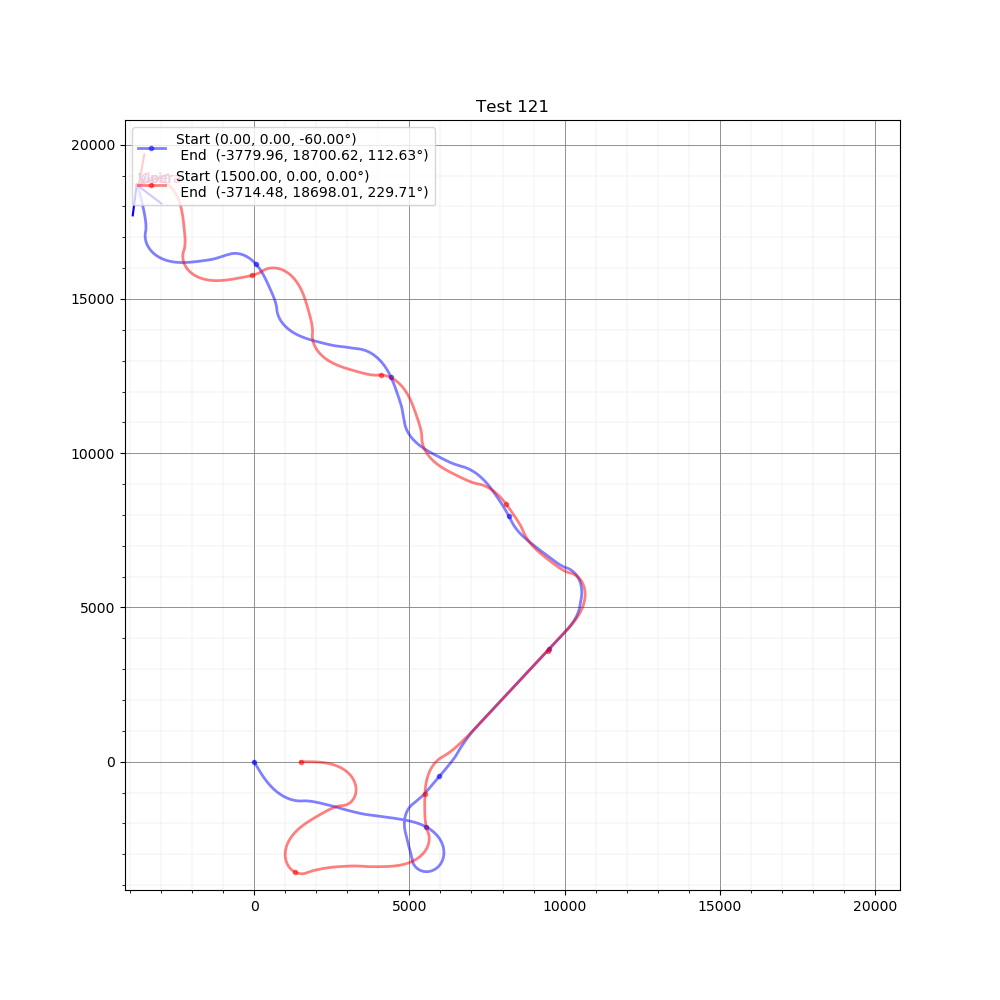 Test 121
20000
15000
10000
5000
0
Start (0.00, 0.00, -60.00°)
End (-3779.96, 18700.62, 112.63°)
Start (1500.00, 0.00, 0.00°)
End (-3714.48, 18698.01, 229.71°)
0 5000 10000 15000 20000